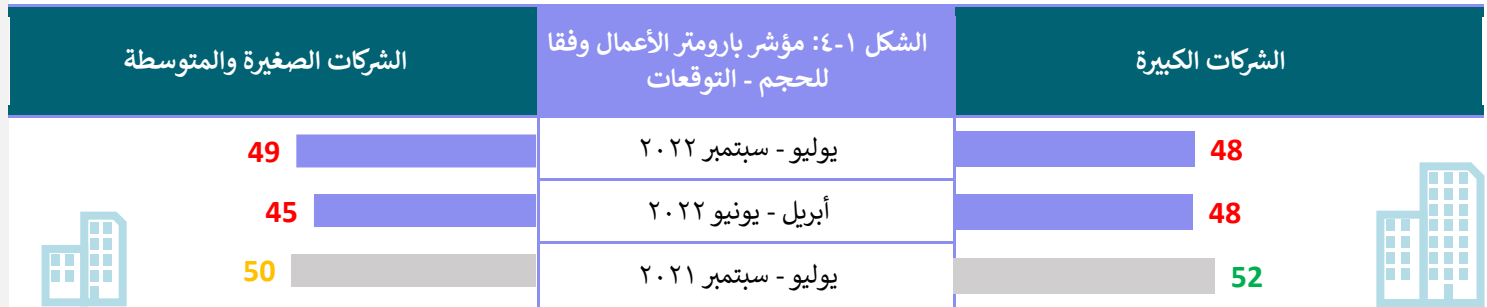 الشركات الكبيرة
الشكل ١-٤: مؤشر بارومتر الأعمال وفقا
للحجم - التوقعات
الشركات الصغيرة والمتوسطة
48
يوليو - سبتمبر ٢٠٢٢
49
48
أبريل - يونيو ٢٠٢٢
45
52
يوليو - سبتمبر ٢٠٢١
50